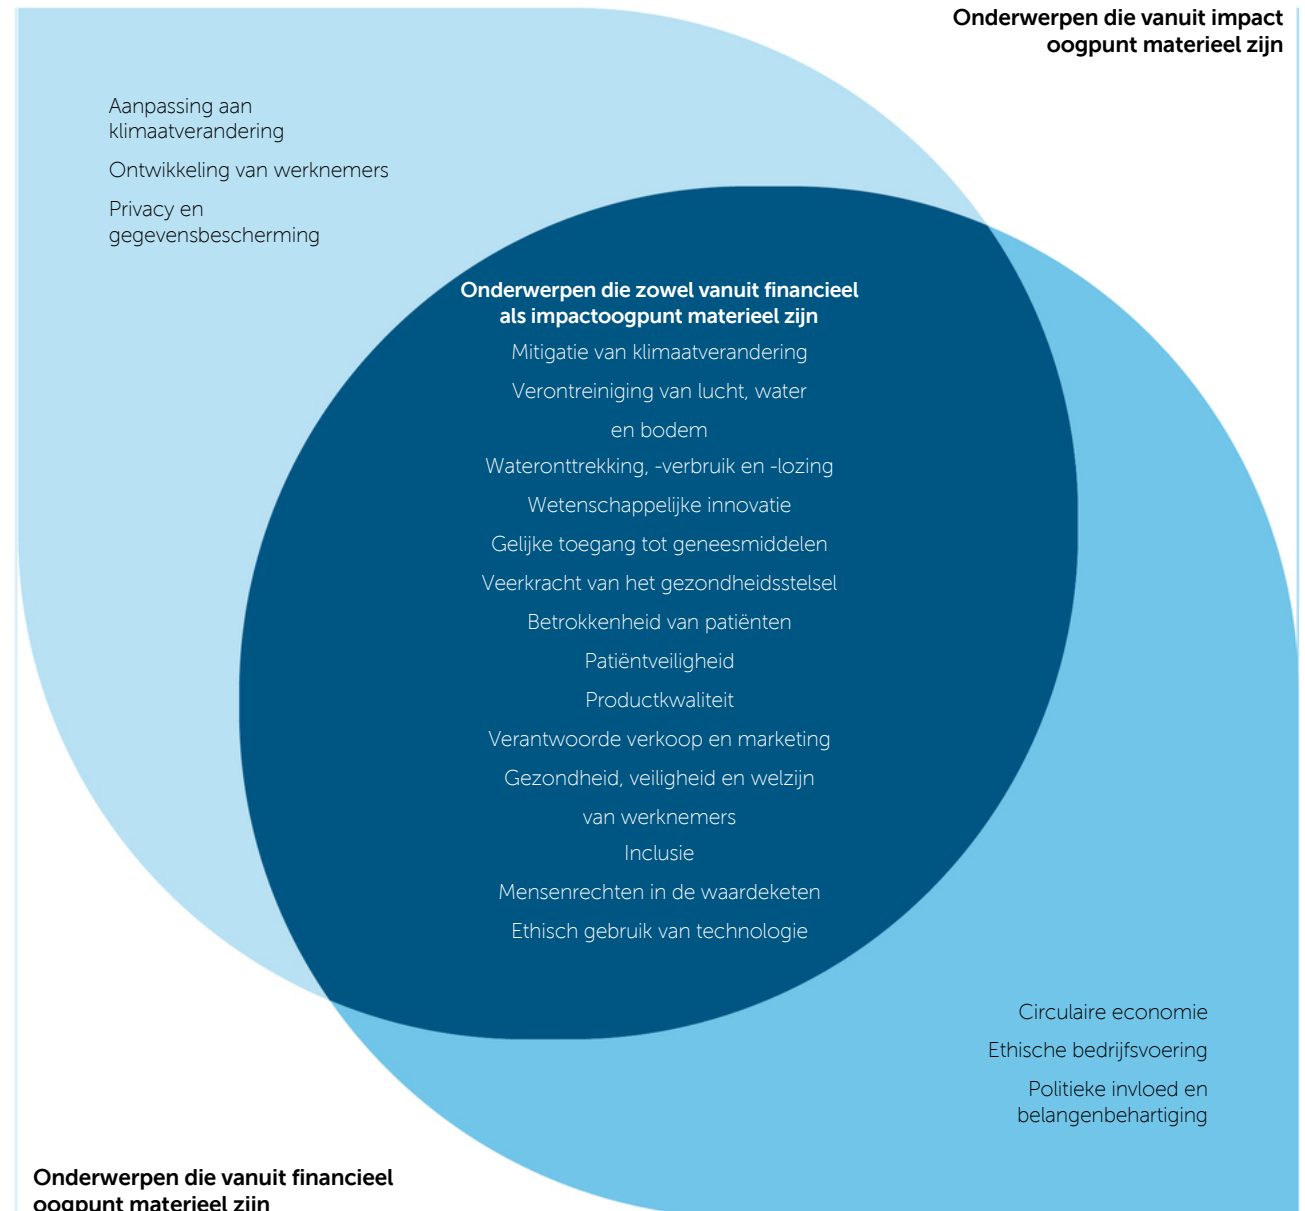 Onderwerpen die vanuit impact
oogpunt materieel zijn
Aanpassing aan
klimaatverandering
Ontwikkeling van werknemers
Privacy en
gegevensbescherming
Onderwerpen die zowel vanuit financieel
als impactoogpunt materieel zijn
Mitigatie van klimaatverandering
Verontreiniging van lucht, water
en bodem
Wateronttrekking, -verbruik en -lozing
Wetenschappelijke innovatie
Gelijke toegang tot geneesmiddelen
Veerkracht van het gezondheidsstelsel
Betrokkenheid van patiënten
Patiëntveiligheid
Productkwaliteit
Verantwoorde verkoop en marketing
Gezondheid, veiligheid en welzijn
van werknemers
Inclusie
Mensenrechten in de waardeketen
Ethisch gebruik van technologie
Circulaire economie
Ethische bedrijfsvoering
Politieke invloed en
belangenbehartiging
Onderwerpen die vanuit financieel
oogpunt materieel zijn